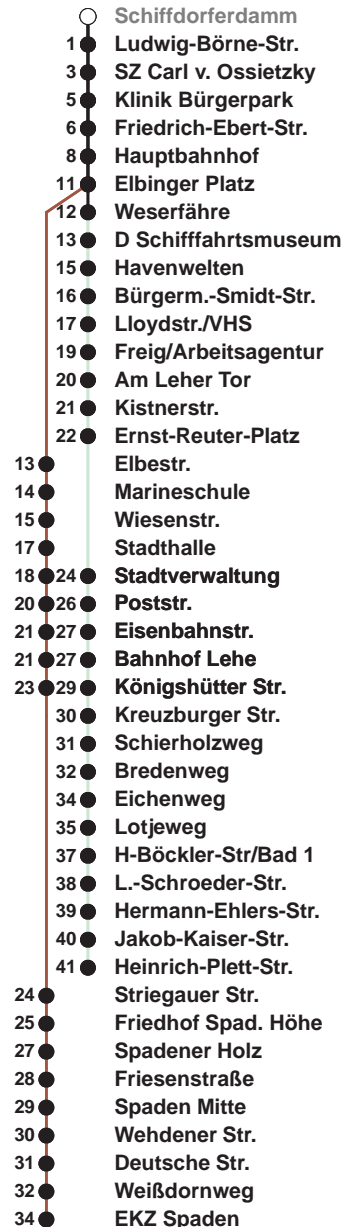 Schiffdorferdamm
1 Ludwig-Börne-Str.
3 SZ Carl v. Ossietzky
5 Klinik Bürgerpark
6 Friedrich-Ebert-Str.
8 Hauptbahnhof
11 Elbinger Platz
12 Weserfähre
13 D Schifffahrtsmuseum
15 Havenwelten
16 Bürgerm.-Smidt-Str.
17 Lloydstr./VHS
19 Freig/Arbeitsagentur
20 Am Leher Tor
21 Kistnerstr.
22 Ernst-Reuter-Platz
13 Elbestr.
14 Marineschule
15 Wiesenstr.
17 Stadthalle
18 24 Stadtverwaltung
20 26 Poststr.
21 27 Eisenbahnstr.
21 27 Bahnhof Lehe
23 29 Königshütter Str.
30 Kreuzburger Str.
31 Schierholzweg
32 Bredenweg
34 Eichenweg
35 Lotjeweg
37 H-Böckler-Str/Bad 1
38 L.-Schroeder-Str.
39 Hermann-Ehlers-Str.
40 Jakob-Kaiser-Str.
41 Heinrich-Plett-Str.
24 Striegauer Str.
25 Friedhof Spad. Höhe
27 Spadener Holz
28 Friesenstraße
29 Spaden Mitte
30 Wehdener Str.
31 Deutsche Str.
32 Weißdornweg
34 EKZ Spaden